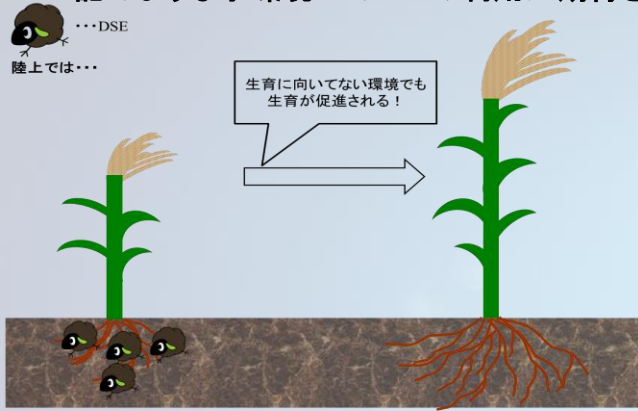 ･･･DSE
陸上では･･･
生育に向いてない環境でも
生育が促進される！